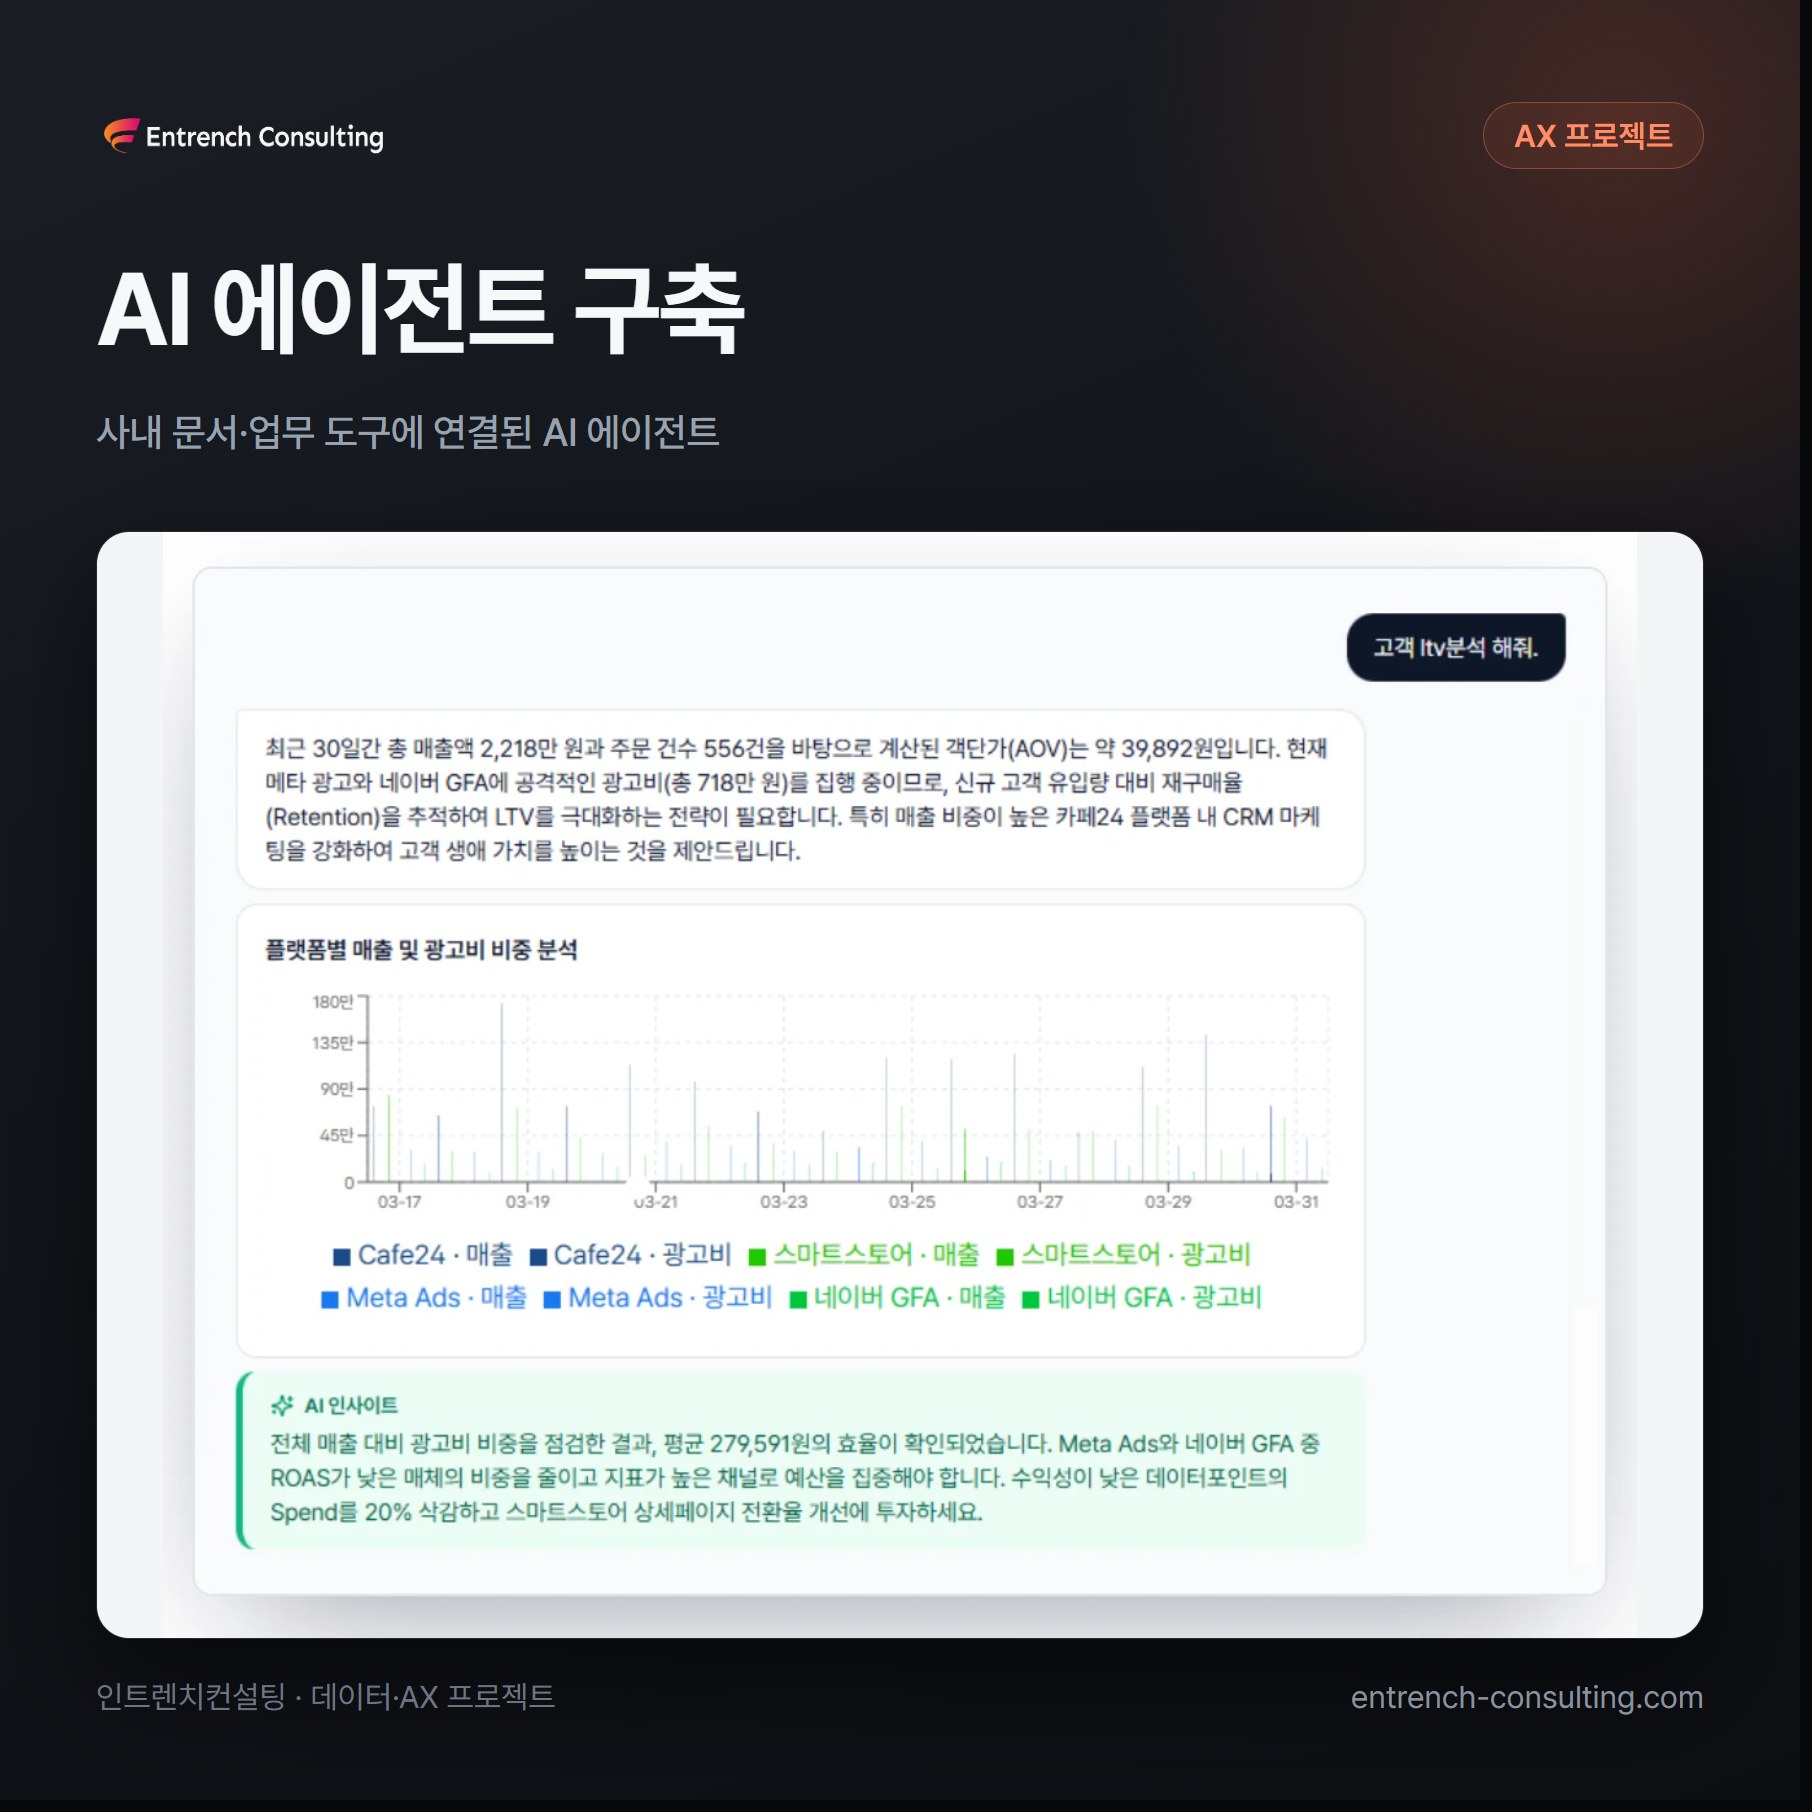 Entrench Consulting
AX 프로젝트
AI 에이전트 구축
사내 문서·업무 도구에 연결된 AI 에이전트
고객 ltv분석 해줘.
최근 30일간 총 매출액 2,218만 원과 주문 건수 556건을 바탕으로 계산된 객단가(AOV)는 약 39,892원입니다. 현재
메타 광고와 네이버 GFA에 공격적인 광고비(총 718만 원)를 집행 중이므로, 신규 고객 유입량 대비 재구매율
(Retention)을 추적하여 LTV를 극대화하는 전략이 필요합니다. 특히 매출 비중이 높은 카페24 플랫폼 내 CRM 마케
팅을 강화하여 고객 생애 가치를 높이는 것을 제안드립니다.
플랫폼별 매출 및 광고비 비중 분석
180만
135만
90만
45만
0
03-17 03-19 03-21 03-23 03-25 03-27 03-29 03-31
Cafe24 · 매출 Cafe24 · 광고비 스마트스토어 · 매출 스마트스토어 · 광고비
Meta Ads · 매출 Meta Ads · 광고비 네이버 GFA · 매출 네이버 GFA · 광고비
AI 인사이트
전체 매출 대비 광고비 비중을 점검한 결과, 평균 279,591원의 효율이 확인되었습니다. Meta Ads와 네이버 GFA 중
ROAS가 낮은 매체의 비중을 줄이고 지표가 높은 채널로 예산을 집중해야 합니다. 수익성이 낮은 데이터포인트의
Spend를 20% 삭감하고 스마트스토어 상세페이지 전환율 개선에 투자하세요.
인트렌치컨설팅 · 데이터·AX 프로젝트
entrench-consulting.com